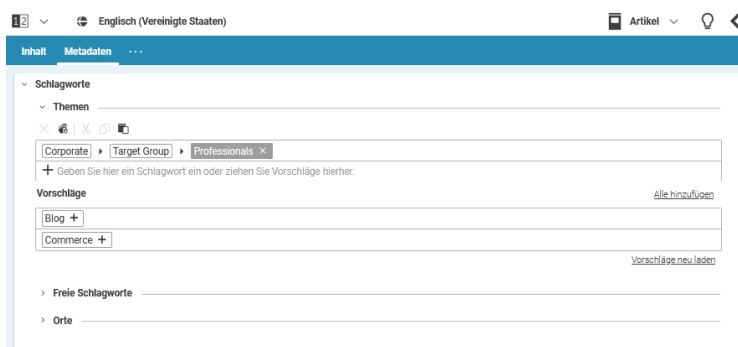 12 Englisch (Vereinigte Staaten) Artikel
Inhalt Metadaten ...
Schlagworte
Themen
Corporate Target Group Professionals ×
+ Geben Sie hier ein Schlagwort ein oder ziehen Sie Vorschläge hierher.
Vorschläge Alle hinzufügen
Blog +
Commerce +
Vorschläge neu laden
Freie Schlagworte
Orte